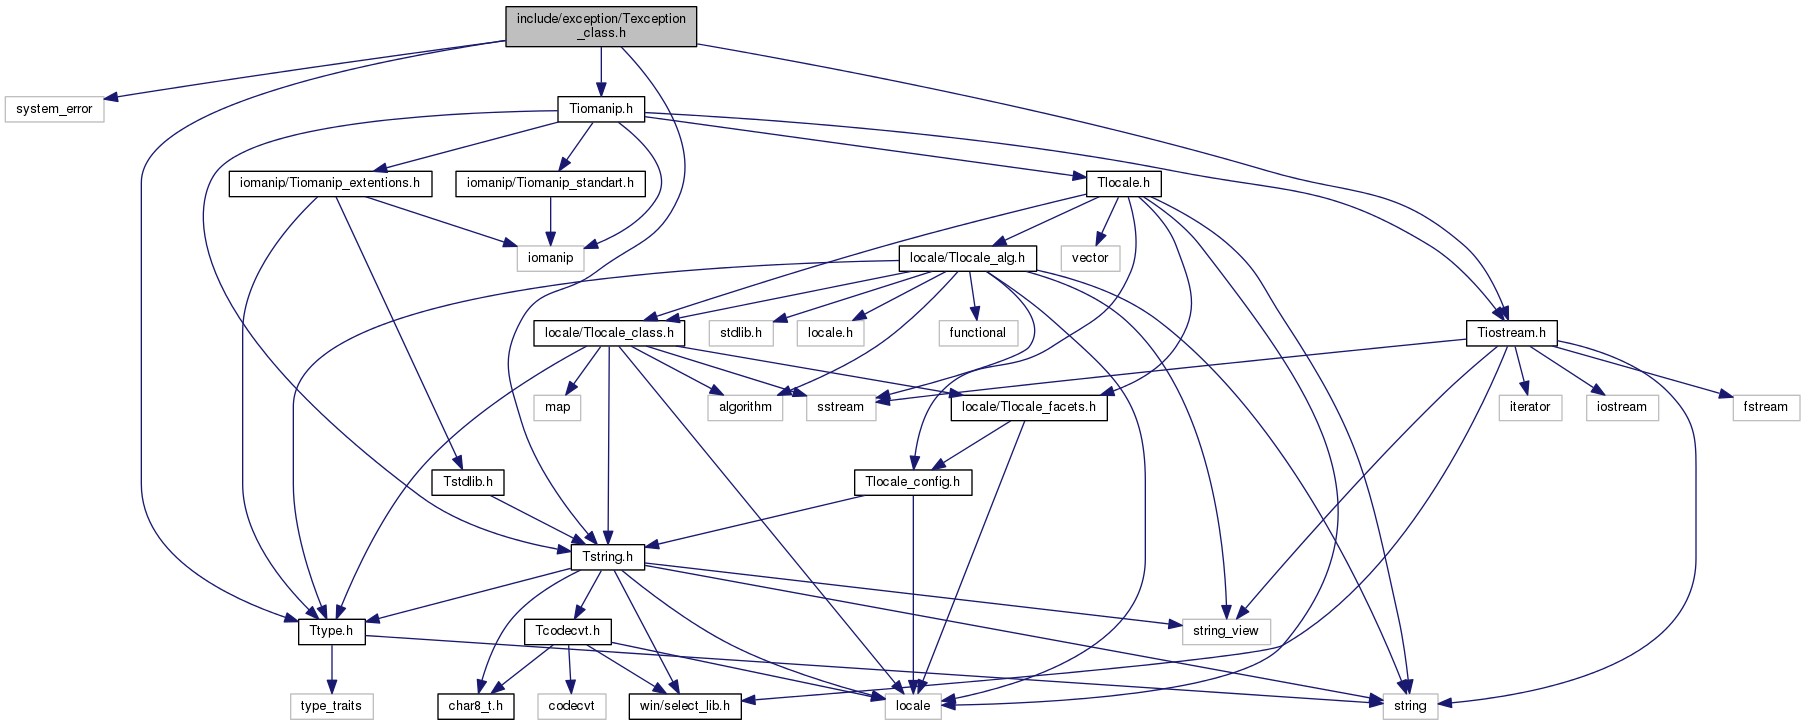 include/exception/Texception
_class.h
system_error
Tiomanip.h
iomanip/Tiomanip_extentions.h
iomanip/Tiomanip_standart.h
Tlocale.h
iomanip
locale/Tlocale_alg.h
vector
locale/Tlocale_class.h
stdlib.h
locale.h
functional
Tiostream.h
map
algorithm
sstream
locale/Tlocale_facets.h
iterator
iostream
fstream
Tstdlib.h
Tlocale_config.h
Tstring.h
Ttype.h
Tcodecvt.h
string_view
type_traits
char8_t.h
codecvt
win/select_lib.h
locale
string